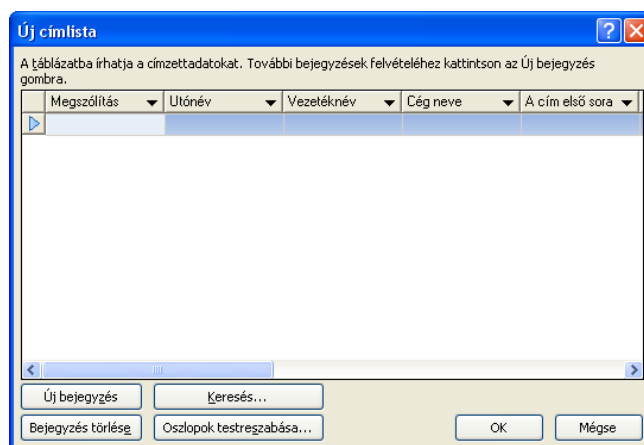 Új címlista
A táblázatba írhatja a címzettadatokat. További bejegyzések felvételéhez kattintson az Új bejegyzés
gombra.
Megszólítás Utónév Vezetéknév Cég neve A cím első sora
Új bejegyzés Keresés...
Bejegyzés törlése Oszlopok testreszabása... OK Mégse